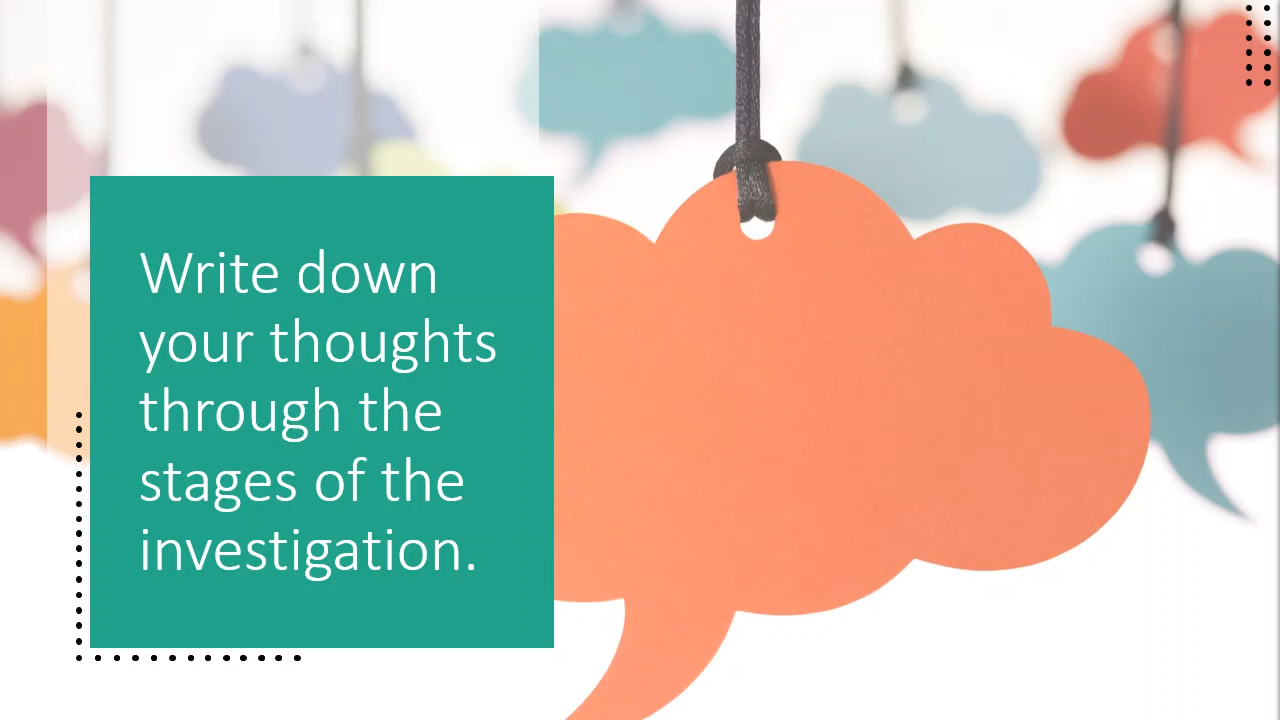 Write down
your thoughts
through the
stages of the
investigation.